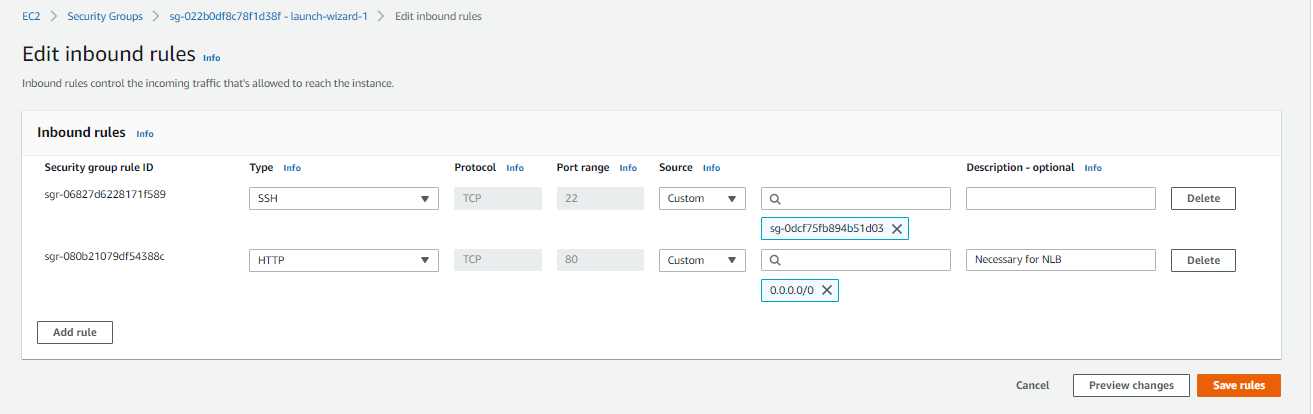 EC2 > Security Groups > sg-022b0df8c78f1d38f - launch-wizard-1 > Edit inbound rules
Edit inbound rules Info
Inbound rules control the incoming traffic that's allowed to reach the instance.
Inbound rules Info
Security group rule ID Type Info Protocol Info Port range Info Source Info Description - optional Info
sgr-06827d6228171f589 SSH TCP 22 Custom Delete
sg-0dcf75fb894b51d03
sgr-080b21079df54388c HTTP TCP 80 Custom Necessary for NLB Delete
0.0.0.0/0
Add rule
Cancel Preview changes Save rules